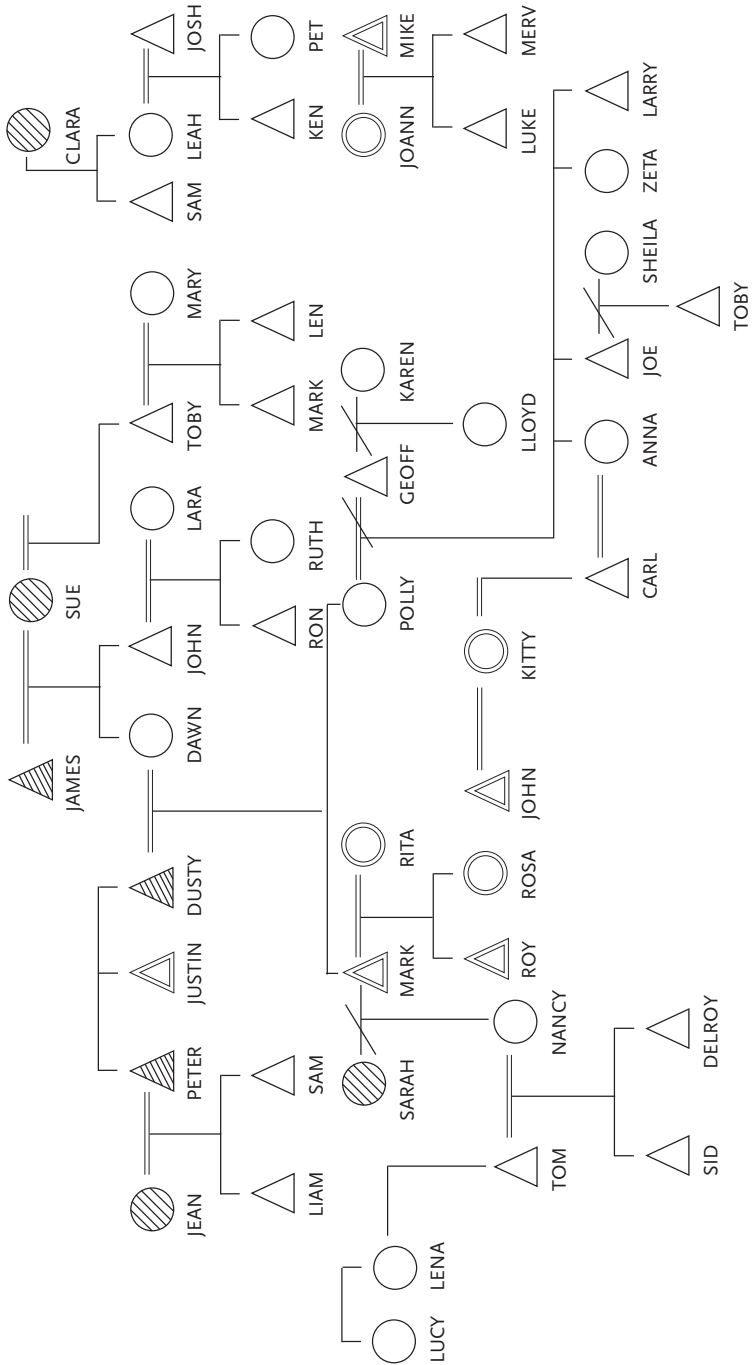 JAMES SUE CLARA
JEAN PETER JUSTIN DUSTY DAWN JOHN LARA TOBY MARY SAM LEAH JOSH
LIAM SAM RON RUTH MARK LEN KEN PET
SARAH MARK RITA POLLY GEOFF KAREN JOANN MIKE
LUCY LENA
ROY ROSA JOHN KITTY LLOYD LUKE MERV
TOM NANCY
CARL ANNA JOE SHEILA ZETA LARRY
SID DELROY
TOBY